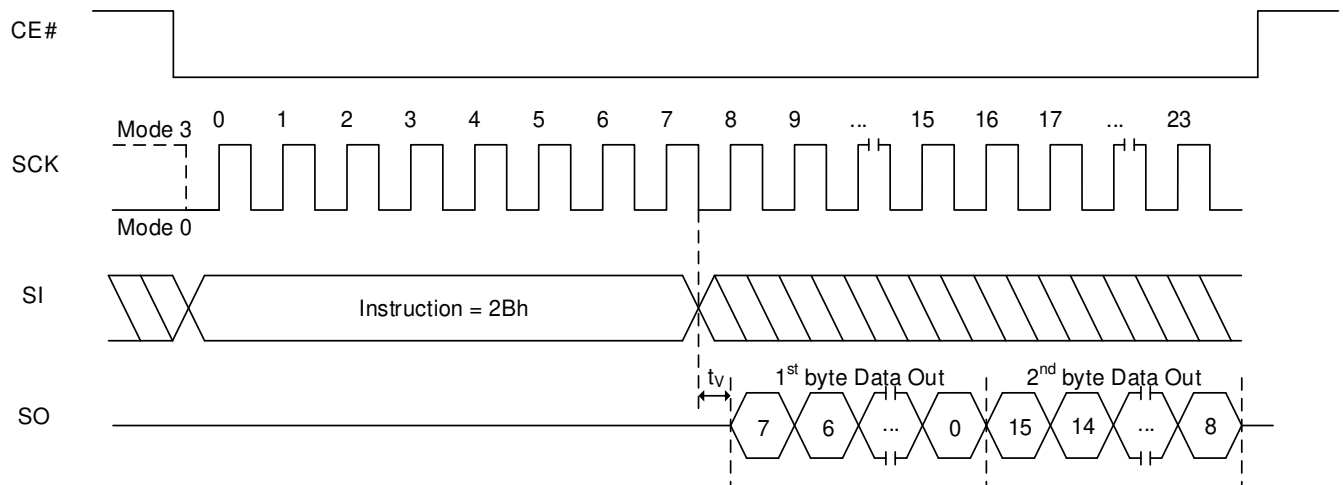 CE#
Mode 3
0 1 2 3 4 5 6 7 8 9 ... 15 16 17 ... 23
SCK
Mode 0
SI
Instruction = 2Bh
tV
1st byte Data Out
2nd byte Data Out
SO
7 6 ... 0 15 14 ... 8